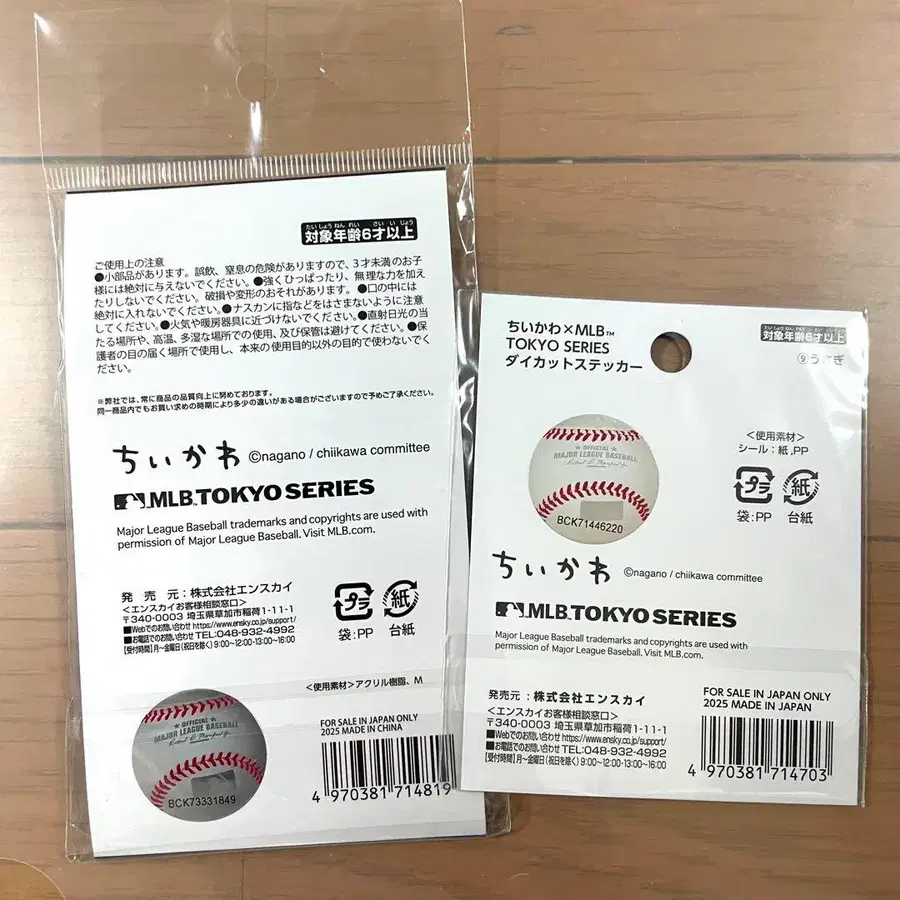 たいしょうねんれい さいいじょう
対象年齢6才以上
ご使用上の注意
●小部品があります。誤飲、窒息の危険がありますので、3才未満のお子
様には絶対に与えないでください。●強くひっぱったり、無理な力を加え
たりしないでください。破損や変形のおそれがあります。●口の中には
絶対に入れないでください。●ナスカンに指などをはさまないように注意
してください。●火気や暖房器具に近づけないでください。●直射日光の当
たる場所や、高温、多湿な場所での使用、及び保管は避けてください。●保
護者の目の届く場所で使用し、本来の使用目的以外の目的で使わないでく
ださい。
※弊社では、常に商品の品質向上に努めております。
同一商品内でもお買い求めの時期により多少の違いがある場合がございますので予めご了承ください。
ちいかわ ©nagano / chiikawa committee
MLB TOKYO SERIES
Major League Baseball trademarks and copyrights are used with
permission of Major League Baseball. Visit MLB.com.
発売元:株式会社エンスカイ
<エンスカイお客様相談窓口>
〒340-0003 埼玉県草加市稲荷1-11-1
■Webでのお問い合わせ https://www.ensky.co.jp/support/
■お電話でのお問い合わせ TEL:048-932-4992
【受付時間】月~金曜日(祝日を除く) 9:00~12:00・13:00~16:00
プラ 紙
袋:PP 台紙
<使用素材>アクリル樹脂、M
OFFICIAL
MAJOR LEAGUE BASEBALL
BCK73331849
FOR SALE IN JAPAN ONLY
2025 MADE IN CHINA
4 970381 714819
ちいかわ×MLB™
TOKYO SERIES
ダイカットステッカー
対象年齢6才以上
⑨うさぎ
<使用素材>
シール:紙,PP
プラ 紙
袋:PP 台紙
OFFICIAL
MAJOR LEAGUE BASEBALL
BCK71446220
ちいかわ ©nagano / chiikawa committee
MLB TOKYO SERIES
Major League Baseball trademarks and copyrights are used with
permission of Major League Baseball. Visit MLB.com.
発売元:株式会社エンスカイ
<エンスカイお客様相談窓口>
〒340-0003 埼玉県草加市稲荷1-11-1
■Webでのお問い合わせ https://www.ensky.co.jp/support/
■お電話でのお問い合わせ TEL:048-932-4992
【受付時間】月~金曜日(祝日を除く) 9:00~12:00・13:00~16:00
FOR SALE IN JAPAN ONLY
2025 MADE IN JAPAN
4 970381 714703